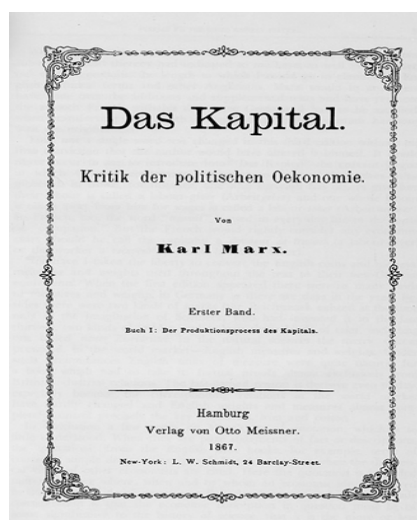 Das Kapital.
Kritik der politischen Oekonomie.
Von
Karl Marx.
Erster Band.
Buch I: Der Produktionsprocess des Kapitals.
Hamburg
Verlag von Otto Meissner.
1867.
New-York: L. W. Schmidt, 24 Barclay-Street.